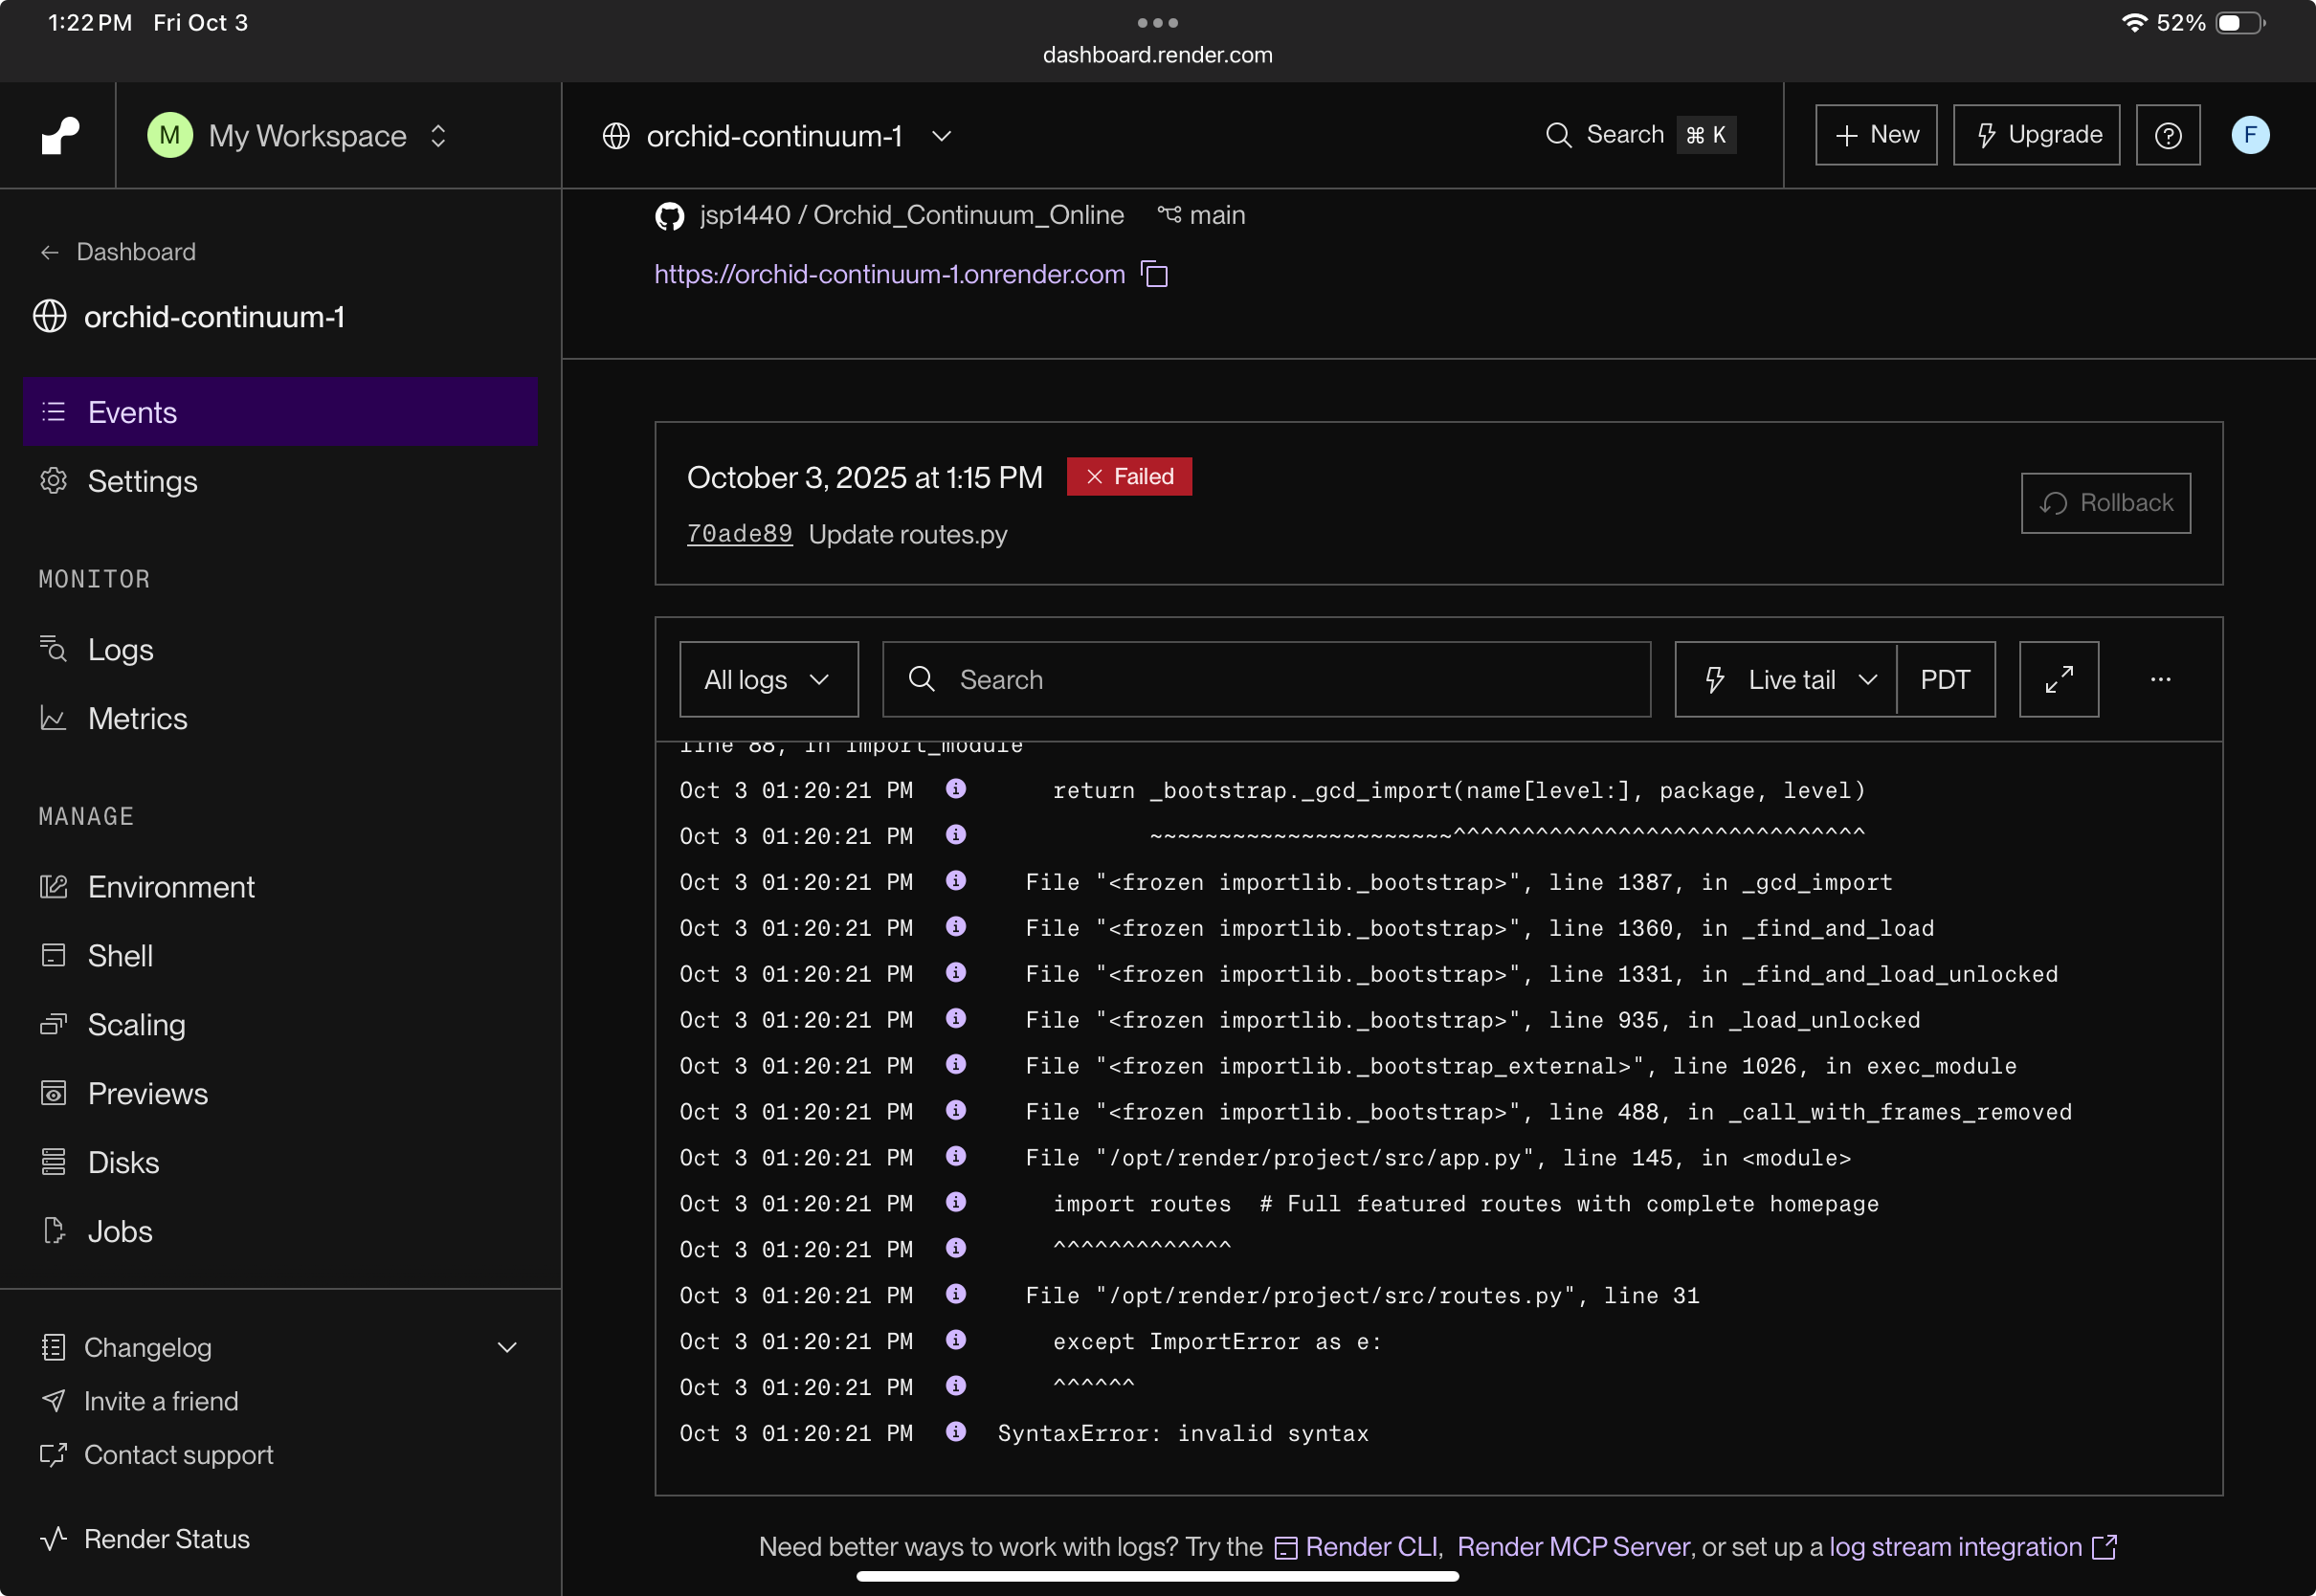 1:22 PM Fri Oct 3
52%
dashboard.render.com
M My Workspace
orchid-continuum-1
Search ⌘ K
+ New
Upgrade
F
← Dashboard
orchid-continuum-1
Events
Settings
MONITOR
Logs
Metrics
MANAGE
Environment
Shell
Scaling
Previews
Disks
Jobs
Changelog
Invite a friend
Contact support
Render Status
jsp1440 / Orchid_Continuum_Online main
https://orchid-continuum-1.onrender.com
October 3, 2025 at 1:15 PM Failed
70ade89 Update routes.py
Rollback
All logs
Search
Live tail
PDT
line 88, in import_module
Oct 3 01:20:21 PM return _bootstrap._gcd_import(name[level:], package, level)
Oct 3 01:20:21 PM ~~~~~~~~~~~~~~~~~~~~~~^^^^^^^^^^^^^^^^^^^^^^^^^^^^^^
Oct 3 01:20:21 PM File "<frozen importlib._bootstrap>", line 1387, in _gcd_import
Oct 3 01:20:21 PM File "<frozen importlib._bootstrap>", line 1360, in _find_and_load
Oct 3 01:20:21 PM File "<frozen importlib._bootstrap>", line 1331, in _find_and_load_unlocked
Oct 3 01:20:21 PM File "<frozen importlib._bootstrap>", line 935, in _load_unlocked
Oct 3 01:20:21 PM File "<frozen importlib._bootstrap_external>", line 1026, in exec_module
Oct 3 01:20:21 PM File "<frozen importlib._bootstrap>", line 488, in _call_with_frames_removed
Oct 3 01:20:21 PM File "/opt/render/project/src/app.py", line 145, in <module>
Oct 3 01:20:21 PM import routes # Full featured routes with complete homepage
Oct 3 01:20:21 PM ^^^^^^^^^^^^^
Oct 3 01:20:21 PM File "/opt/render/project/src/routes.py", line 31
Oct 3 01:20:21 PM except ImportError as e:
Oct 3 01:20:21 PM ^^^^^^
Oct 3 01:20:21 PM SyntaxError: invalid syntax
Need better ways to work with logs? Try the Render CLI, Render MCP Server, or set up a log stream integration